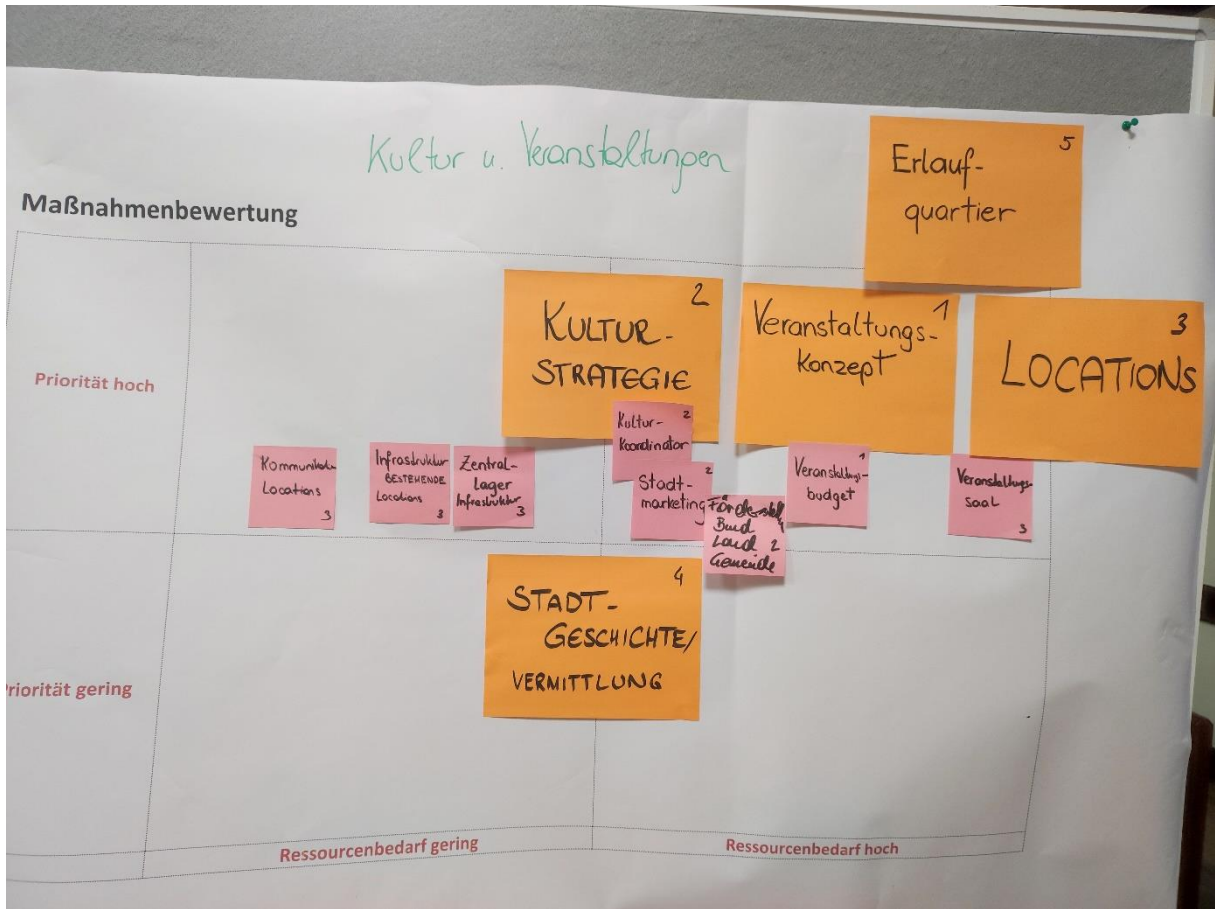 Kultur u. Veranstaltungen
Maßnahmenbewertung
5
Erlauf-
quartier
Priorität hoch
2
KULTUR-
STRATEGIE
1
Veranstaltungs-
konzept
3
LOCATIONS
Locations
3
Infrastruktur
BESTEHENDE
Locations
3
Zentral-
lager
Infrastruktur
3
Kultur- 2
Koordinator
2
Stadt-
marketing
Bund
Land 2
Gemeinde
1
Veranstaltungs-
budget
Veranstaltungs-
saal
3
4
STADT-
GESCHICHTE/
VERMITTLUNG
riorität gering
Ressourcenbedarf gering
Ressourcenbedarf hoch